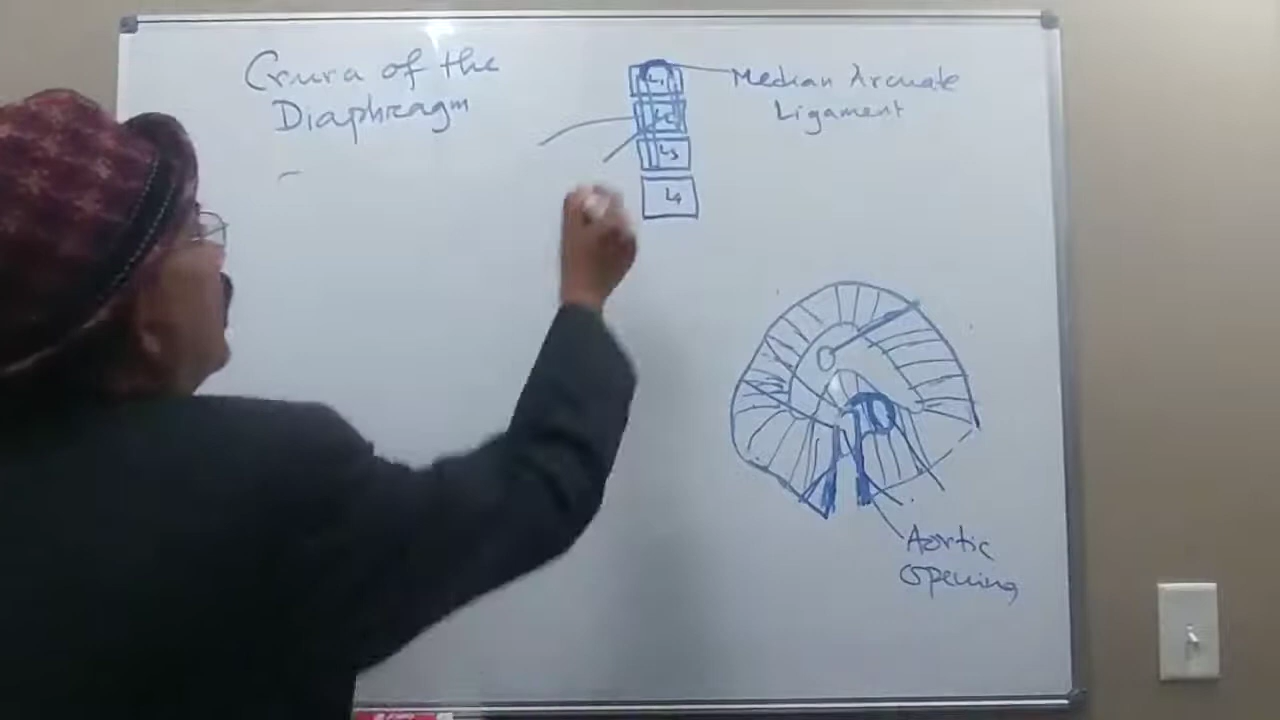 Crura of the
Diaphragm
L1
L2
L3
L4
Median Arcuate
Ligament
Aortic
Opening